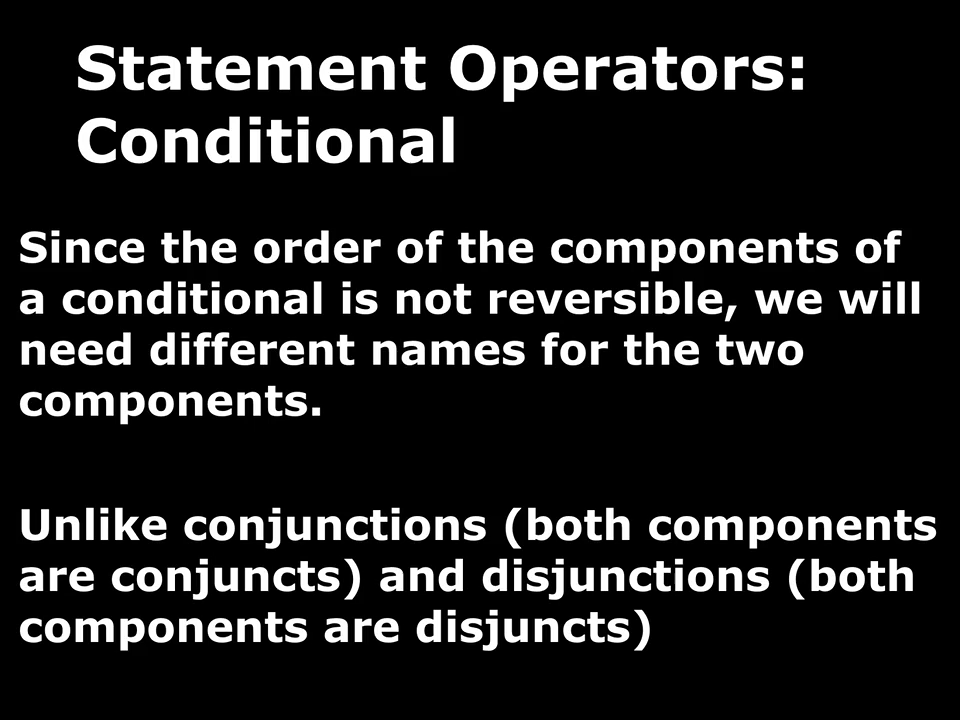 Statement Operators:
Conditional
Since the order of the components of
a conditional is not reversible, we will
need different names for the two
components.
Unlike conjunctions (both components
are conjuncts) and disjunctions (both
components are disjuncts)